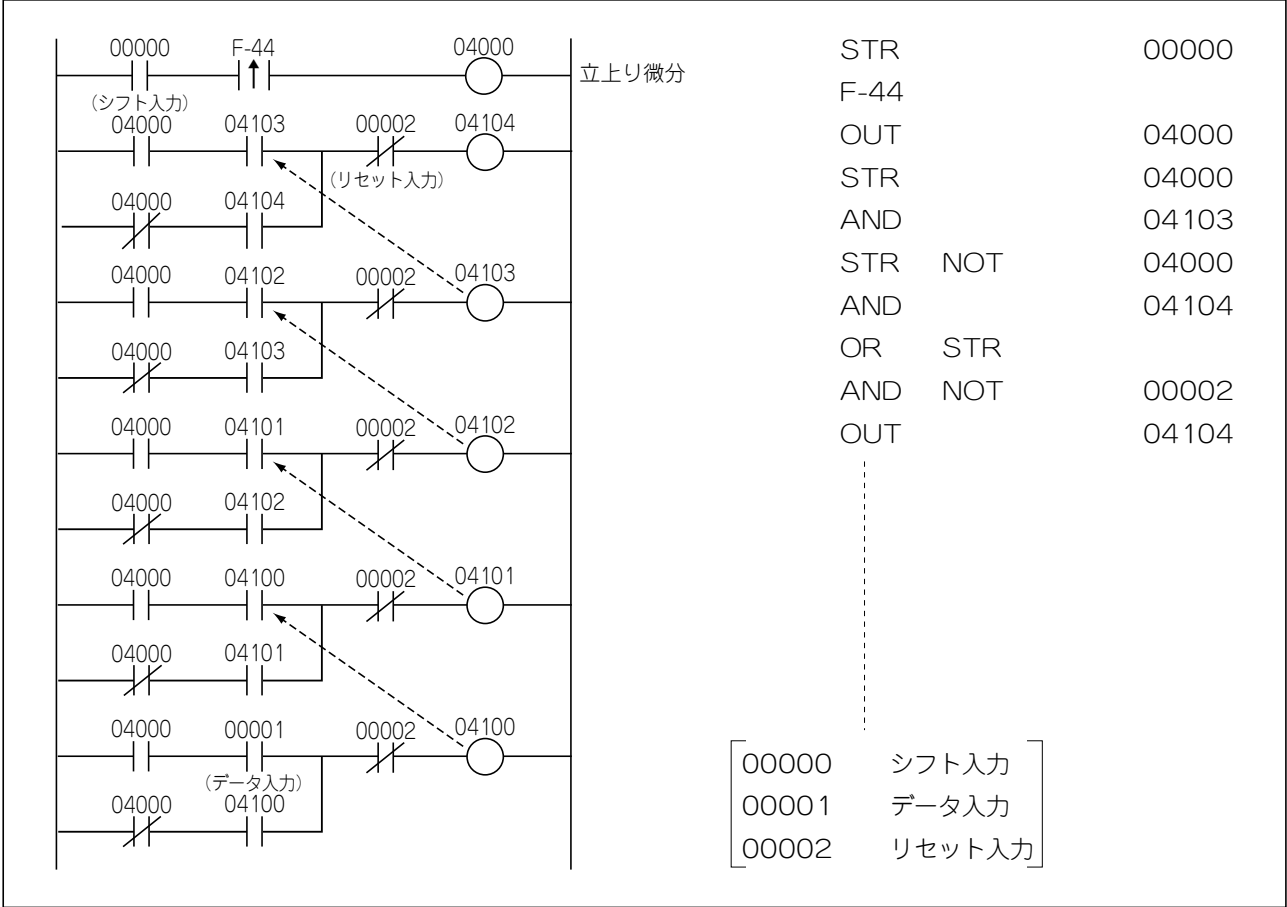 00000 F-44 04000
立上り微分
(シフト入力)
04000 04103 00002 04104
(リセット入力)
04000 04104
04000 04102 00002 04103
04000 04103
04000 04101 00002 04102
04000 04102
04000 04100 00002 04101
04000 04101
04000 00001 00002 04100
(データ入力)
04000 04100
STR 00000
F-44
OUT 04000
STR 04000
AND 04103
STR NOT 04000
AND 04104
OR STR
AND NOT 00002
OUT 04104
00000 シフト入力
00001 データ入力
00002 リセット入力